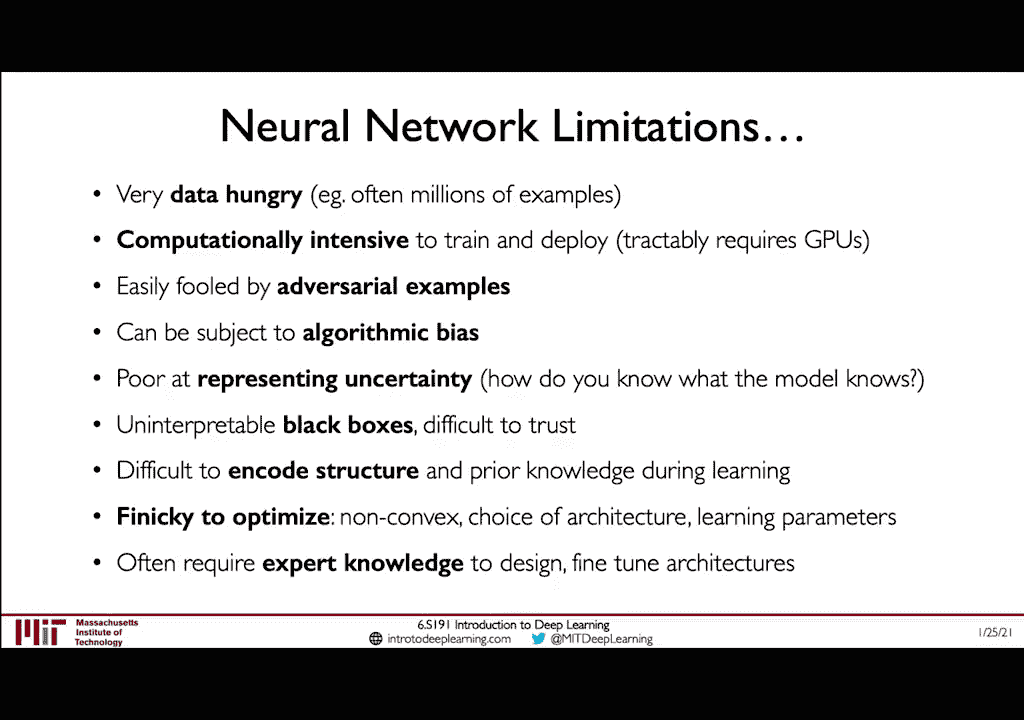 Neural Network Limitations…
• Very data hungry (eg. often millions of examples)
• Computationally intensive to train and deploy (tractably requires GPUs)
• Easily fooled by adversarial examples
• Can be subject to algorithmic bias
• Poor at representing uncertainty (how do you know what the model knows?)
• Uninterpretable black boxes, difficult to trust
• Difficult to encode structure and prior knowledge during learning
• Finicky to optimize: non-convex, choice of architecture, learning parameters
• Often require expert knowledge to design, fine tune architectures
Massachusetts
Institute of
Technology
6.S191 Introduction to Deep Learning
introtodeeplearning.com @MITDeepLearning
1/25/21